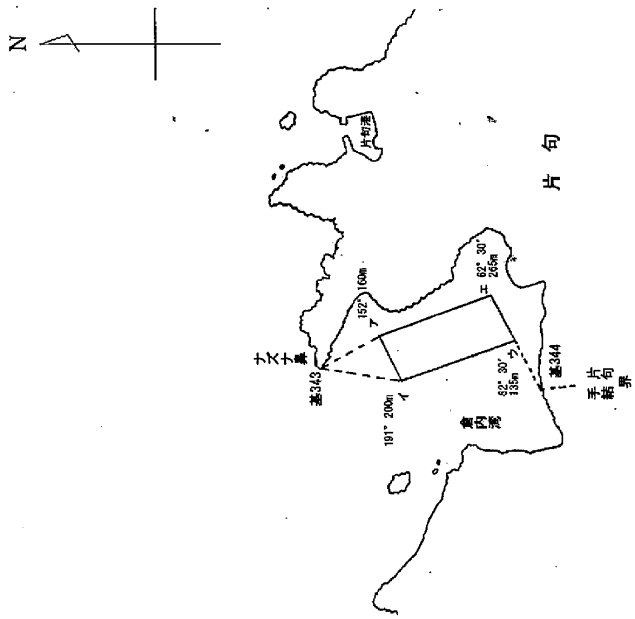 N
片句港
片句
ナズナ鼻
基343
152° 160m
ア
191° 200m
イ
62° 30′
265m
エ
ウ
62° 30′
135m
基344
倉内湾
片句
手結
界